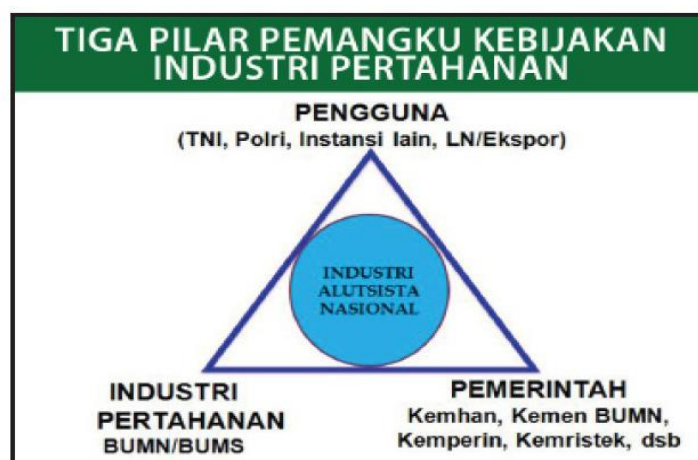 TIGA PILAR PEMANGKU KEBIJAKAN
INDUSTRI PERTAHANAN
PENGGUNA
(TNI, Polri, Instansi lain, LN/Ekspor)
INDUSTRI
ALUTSISTA
NASIONAL
INDUSTRI
PERTAHANAN
BUMN/BUMS
PEMERINTAH
Kemhan, Kemen BUMN,
Kemperin, Kemristek, dsb